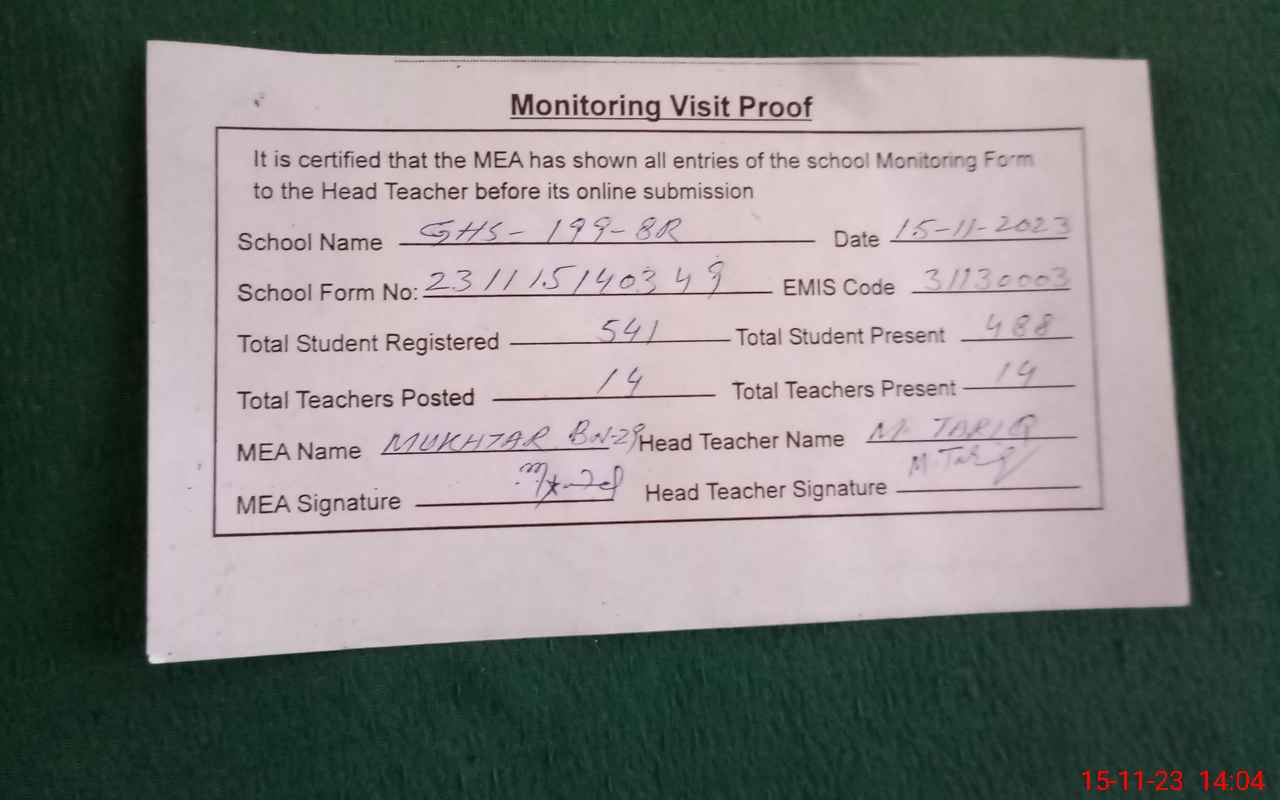 Monitoring Visit Proof
It is certified that the MEA has shown all entries of the school Monitoring Form
to the Head Teacher before its online submission
School Name GHS - 199-8R Date 15-11-2023
School Form No: 231115140349 EMIS Code 31130003
Total Student Registered 541 Total Student Present 488
Total Teachers Posted 14 Total Teachers Present 14
MEA Name MUKHTAR BW-29 Head Teacher Name M. TARIQ
MEA Signature Head Teacher Signature M. Tariq
15-11-23 14:04